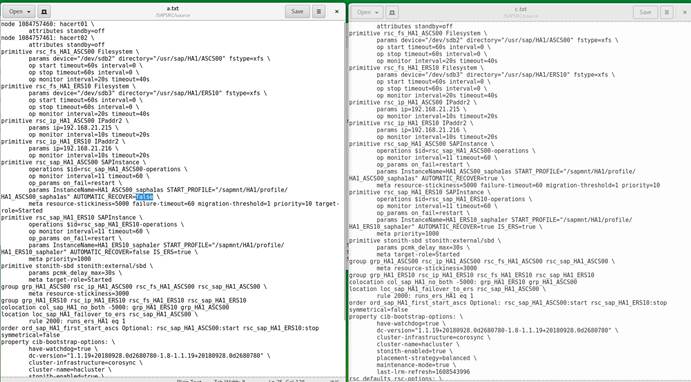 Open
a.txt
/SAPSRC/source
Save
node 1084757460: hacert01 \
attributes standby=off
node 1084757461: hacert02 \
attributes standby=off
primitive rsc_fs_HA1_ASCS00 Filesystem \
params device="/dev/sdb2" directory="/usr/sap/HA1/ASCS00" fstype=xfs \
op start timeout=60s interval=0 \
op stop timeout=60s interval=0 \
op monitor interval=20s timeout=40s
primitive rsc_fs_HA1_ERS10 Filesystem \
params device="/dev/sdb3" directory="/usr/sap/HA1/ERS10" fstype=xfs \
op start timeout=60s interval=0 \
op stop timeout=60s interval=0 \
op monitor interval=20s timeout=40s
primitive rsc_ip_HA1_ASCS00 IPaddr2 \
params ip=192.168.21.215 \
op monitor interval=10s timeout=20s
primitive rsc_ip_HA1_ERS10 IPaddr2 \
params ip=192.168.21.216 \
op monitor interval=10s timeout=20s
primitive rsc_sap_HA1_ASCS00 SAPInstance \
operations $id=rsc_sap_HA1_ASCS00-operations \
op monitor interval=11 timeout=60 \
op_params on_fail=restart \
params InstanceName=HA1_ASCS00_sapha1as START_PROFILE="/sapmnt/HA1/profile/
HA1_ASCS00_sapha1as" AUTOMATIC_RECOVER=false \
meta resource-stickiness=5000 failure-timeout=60 migration-threshold=1 priority=10 target-
role=Started
primitive rsc_sap_HA1_ERS10 SAPInstance \
operations $id=rsc_sap_HA1_ERS10-operations \
op monitor interval=11 timeout=60 \
op_params on_fail=restart \
params InstanceName=HA1_ERS10_sapha1er START_PROFILE="/sapmnt/HA1/profile/
HA1_ERS10_sapha1er" AUTOMATIC_RECOVER=false IS_ERS=true \
meta priority=1000
primitive stonith-sbd stonith:external/sbd \
params pcmk_delay_max=30s \
meta target-role=Started
group grp_HA1_ASCS00 rsc_ip_HA1_ASCS00 rsc_fs_HA1_ASCS00 rsc_sap_HA1_ASCS00 \
meta resource-stickiness=3000
group grp_HA1_ERS10 rsc_ip_HA1_ERS10 rsc_fs_HA1_ERS10 rsc_sap_HA1_ERS10
colocation col_sap_HA1_no_both -5000: grp_HA1_ERS10 grp_HA1_ASCS00
location loc_sap_HA1_failover_to_ers rsc_sap_HA1_ASCS00 \
rule 2000: runs_ers_HA1 eq 1
order ord_sap_HA1_first_start_ascs Optional: rsc_sap_HA1_ASCS00:start rsc_sap_HA1_ERS10:stop
symmetrical=false
property cib-bootstrap-options: \
have-watchdog=true \
dc-version="1.1.19+20180928.0d2680780-1.8-1.1.19+20180928.0d2680780" \
cluster-infrastructure=corosync \
cluster-name=hacluster \
stonith-enabled=true \
Open
c.txt
/SAPSRC/source
Save
attributes standby=off
primitive rsc_fs_HA1_ASCS00 Filesystem \
params device="/dev/sdb2" directory="/usr/sap/HA1/ASCS00" fstype=xfs \
op start timeout=60s interval=0 \
op stop timeout=60s interval=0 \
op monitor interval=20s timeout=40s
primitive rsc_fs_HA1_ERS10 Filesystem \
params device="/dev/sdb3" directory="/usr/sap/HA1/ERS10" fstype=xfs \
op start timeout=60s interval=0 \
op stop timeout=60s interval=0 \
op monitor interval=20s timeout=40s
primitive rsc_ip_HA1_ASCS00 IPaddr2 \
params ip=192.168.21.215 \
op monitor interval=10s timeout=20s
primitive rsc_ip_HA1_ERS10 IPaddr2 \
params ip=192.168.21.216 \
op monitor interval=10s timeout=20s
primitive rsc_sap_HA1_ASCS00 SAPInstance \
operations $id=rsc_sap_HA1_ASCS00-operations \
op monitor interval=11 timeout=60 \
op_params on_fail=restart \
params InstanceName=HA1_ASCS00_sapha1as START_PROFILE="/sapmnt/HA1/profile/
HA1_ASCS00_sapha1as" AUTOMATIC_RECOVER=true \
meta resource-stickiness=5000 failure-timeout=60 migration-threshold=1 priority=10
primitive rsc_sap_HA1_ERS10 SAPInstance \
operations $id=rsc_sap_HA1_ERS10-operations \
op monitor interval=11 timeout=60 \
op_params on_fail=restart \
params InstanceName=HA1_ERS10_sapha1er START_PROFILE="/sapmnt/HA1/profile/
HA1_ERS10_sapha1er" AUTOMATIC_RECOVER=true IS_ERS=true \
meta priority=1000
primitive stonith-sbd stonith:external/sbd \
params pcmk_delay_max=30s
group grp_HA1_ASCS00 rsc_ip_HA1_ASCS00 rsc_fs_HA1_ASCS00 rsc_sap_HA1_ASCS00 \
meta resource-stickiness=3000
group grp_HA1_ERS10 rsc_ip_HA1_ERS10 rsc_fs_HA1_ERS10 rsc_sap_HA1_ERS10
colocation col_sap_HA1_no_both -5000: grp_HA1_ERS10 grp_HA1_ASCS00
location loc_sap_HA1_failover_to_ers rsc_sap_HA1_ASCS00 \
rule 2000: runs_ers_HA1 eq 1
order ord_sap_HA1_first_start_ascs Optional: rsc_sap_HA1_ASCS00:start rsc_sap_HA1_ERS10:stop
symmetrical=false
property cib-bootstrap-options: \
have-watchdog=true \
dc-version="1.1.19+20180928.0d2680780-1.8-1.1.19+20180928.0d2680780" \
cluster-infrastructure=corosync \
cluster-name=hacluster \
stonith-enabled=true \
placement-strategy=balanced \
maintenance-mode=true \
last-lrm-refresh=1608543996
rsc_defaults rsc-options: \